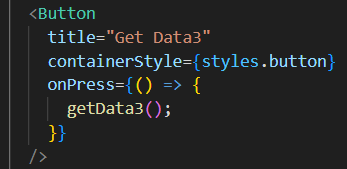 <Button
title="Get Data3"
containerStyle={styles.button}
onPress={() => {
getData3();
}}
/>